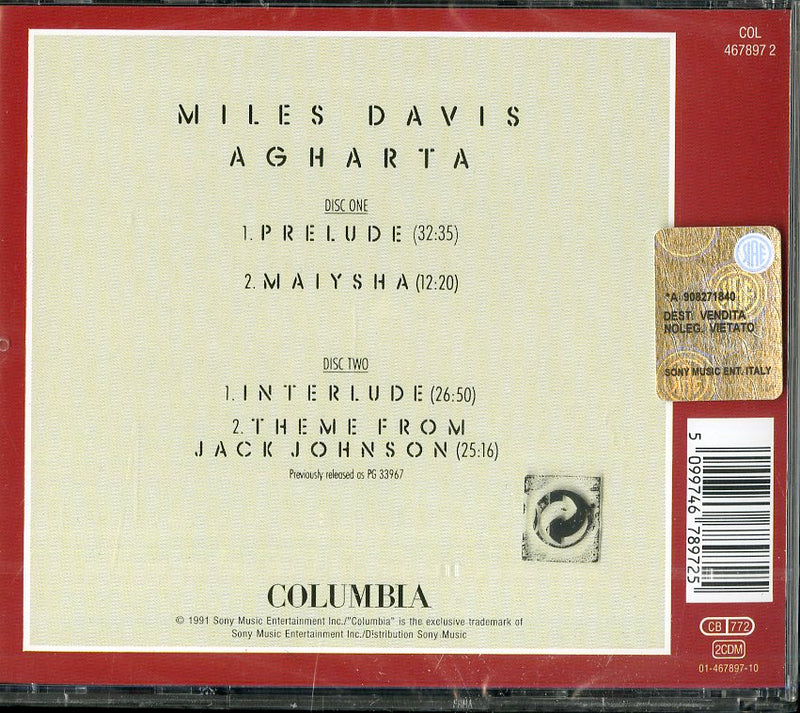 COL
467897 2
MILES DAVIS
AGHARTA
DISC ONE
1. PRELUDE (32:35)
2. MAIYSHA (12:20)
DISC TWO
1. INTERLUDE (26:50)
2. THEME FROM
JACK JOHNSON (25:16)
Previously released as PG 33967
COLUMBIA
© 1991 Sony Music Entertainment Inc./"Columbia" is the exclusive trademark of
Sony Music Entertainment Inc./Distribution Sony Music
SIAE
*A 908271840
DEST. VENDITA
NOLEG. VIETATO
SONY MUSIC ENT. ITALY
5 099746 789725
CB 772
2CDM
01-467897-10